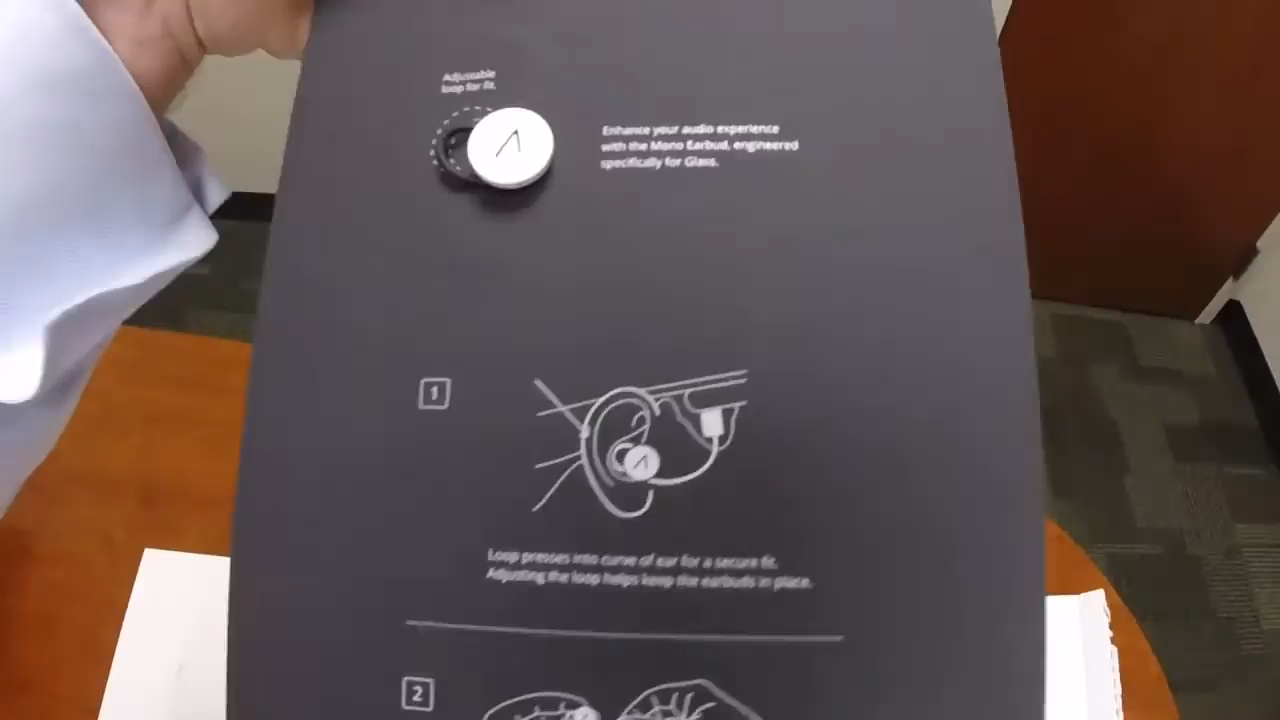 Adjustable
loop for fit.
Enhance your audio experience
with the Mono Earbud, engineered
specifically for Glass.
1
Loop presses into curve of ear for a secure fit.
Adjusting the loop helps keep the earbuds in place.
2